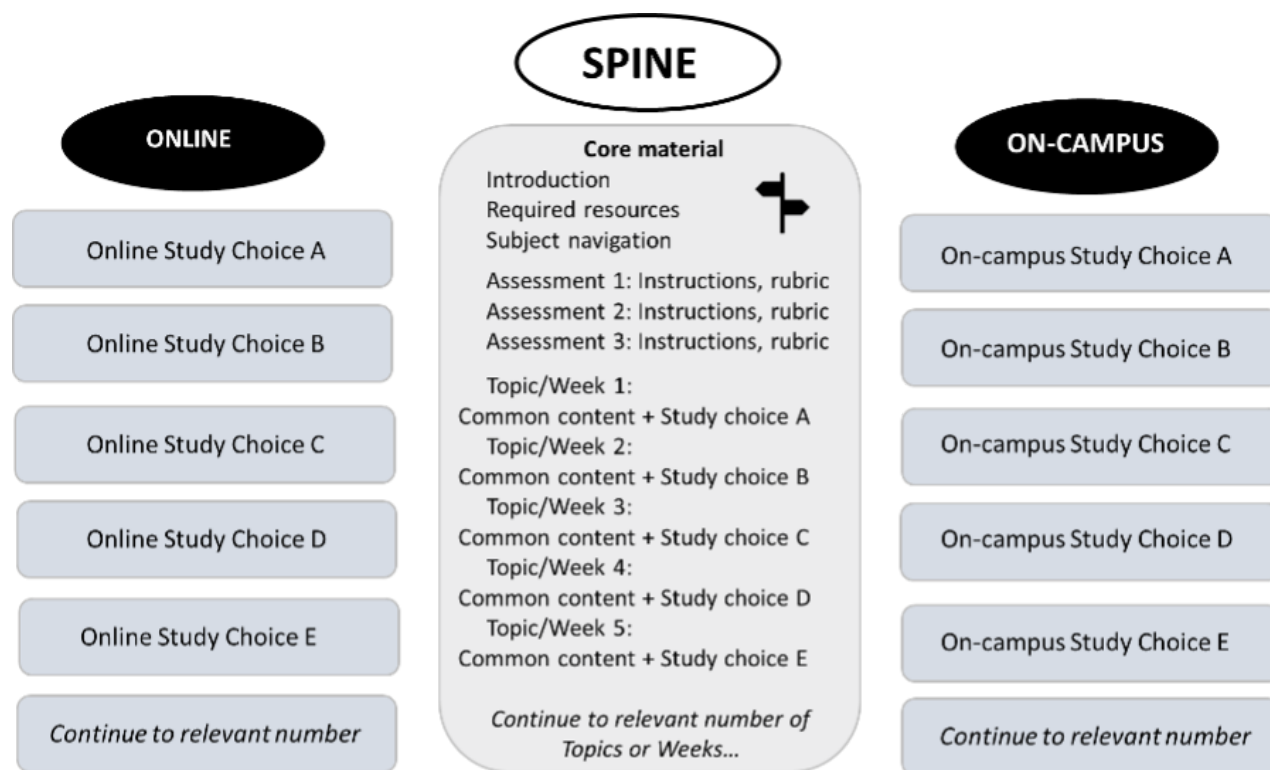 SPINE
ONLINE
Online Study Choice A
Online Study Choice B
Online Study Choice C
Online Study Choice D
Online Study Choice E
Continue to relevant number
Core material
Introduction
Required resources
Subject navigation
Assessment 1: Instructions, rubric
Assessment 2: Instructions, rubric
Assessment 3: Instructions, rubric
Topic/Week 1:
Common content + Study choice A
Topic/Week 2:
Common content + Study choice B
Topic/Week 3:
Common content + Study choice C
Topic/Week 4:
Common content + Study choice D
Topic/Week 5:
Common content + Study choice E
Continue to relevant number of
Topics or Weeks...
ON-CAMPUS
On-campus Study Choice A
On-campus Study Choice B
On-campus Study Choice C
On-campus Study Choice D
On-campus Study Choice E
Continue to relevant number